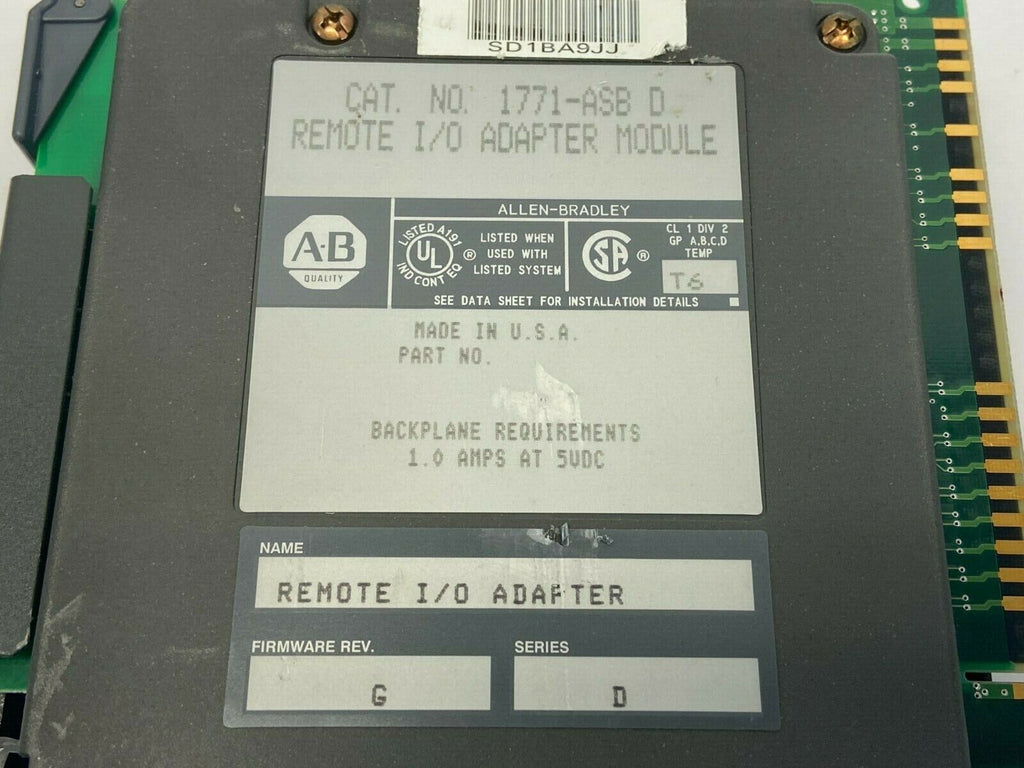 SD1BA9JJ
CAT. NO. 1771-ASB D
REMOTE I/O ADAPTER MODULE
ALLEN-BRADLEY
A-B
QUALITY
LISTED A191
UL
®
IND CONT EQ
LISTED WHEN
USED WITH
LISTED SYSTEM
SA
®
CL 1 DIV 2
GP A,B,C,D
TEMP
T6
SEE DATA SHEET FOR INSTALLATION DETAILS
MADE IN U.S.A.
PART NO.
BACKPLANE REQUIREMENTS
1.0 AMPS AT 5VDC
NAME
REMOTE I/O ADAPTER
FIRMWARE REV.
SERIES
G
D